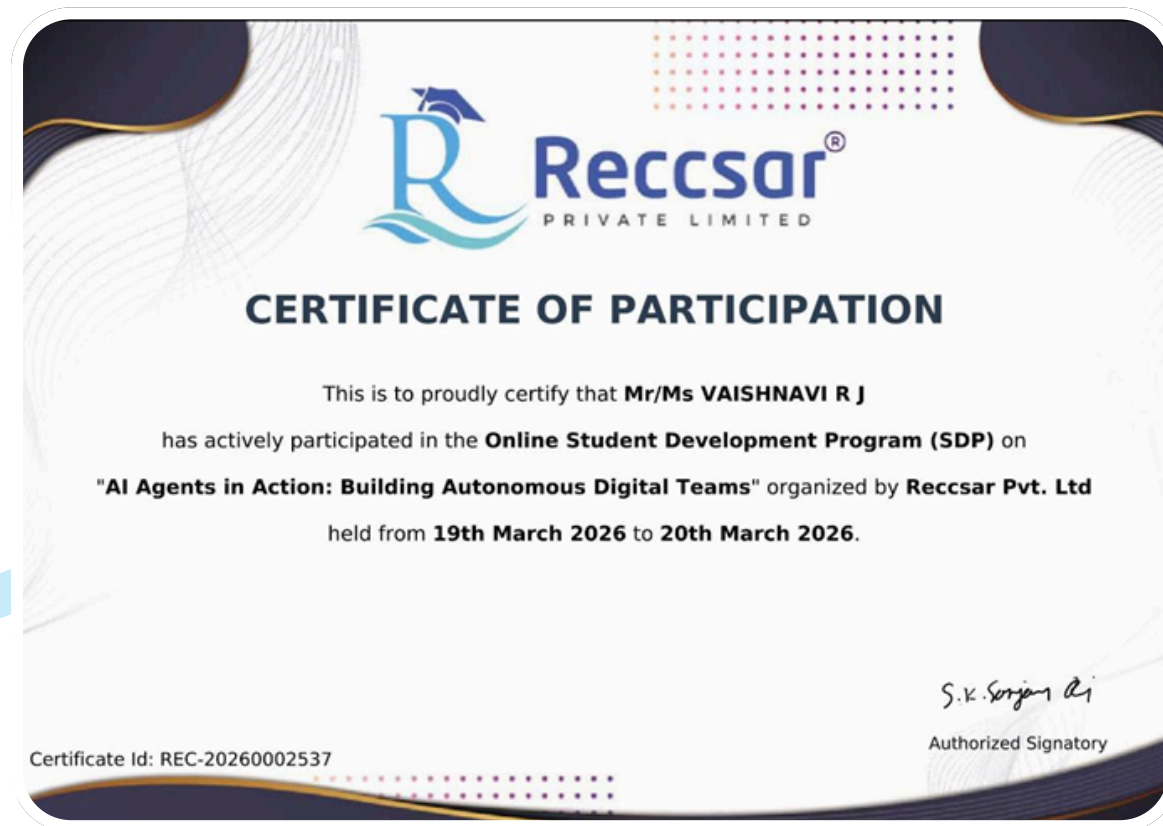 R Reccsar®
PRIVATE LIMITED
CERTIFICATE OF PARTICIPATION
This is to proudly certify that Mr/Ms VAISHNAVI R J
has actively participated in the Online Student Development Program (SDP) on
"AI Agents in Action: Building Autonomous Digital Teams" organized by Reccsar Pvt. Ltd
held from 19th March 2026 to 20th March 2026.
S.K.
Authorized Signatory
Certificate Id: REC-20260002537